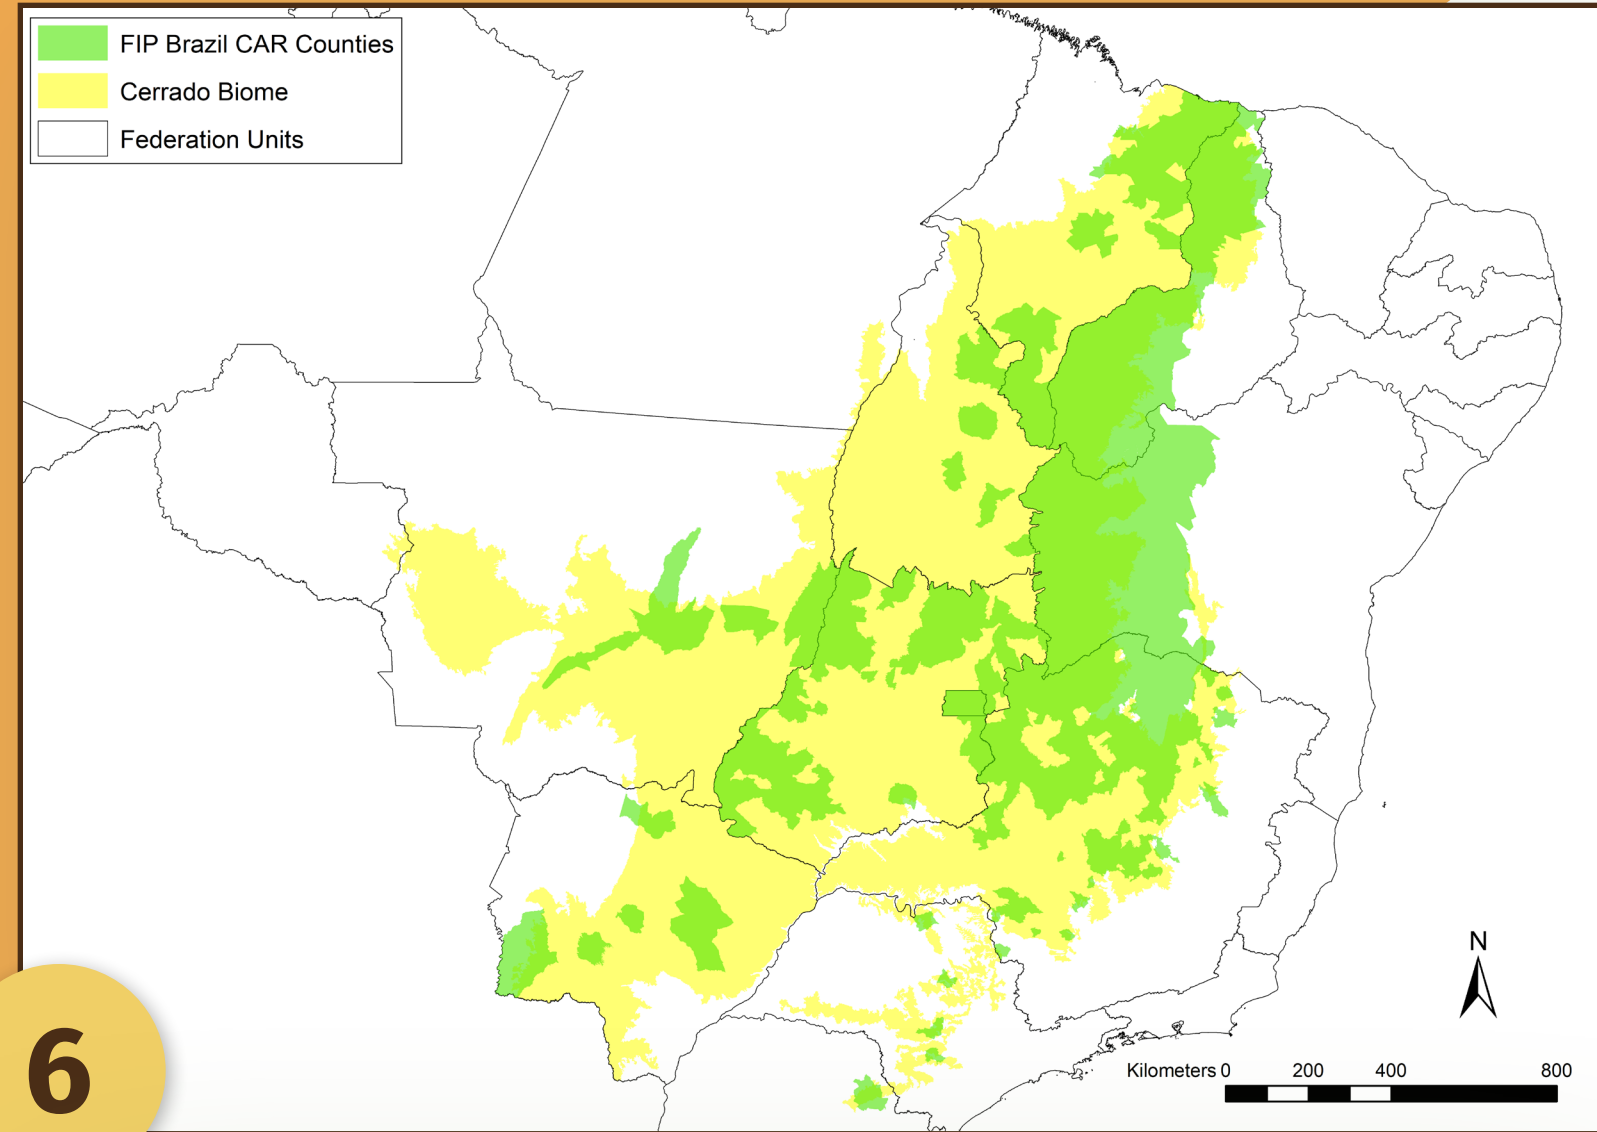 FIP Brazil CAR Counties
Cerrado Biome
Federation Units
N
Kilometers 0 200 400 800
6